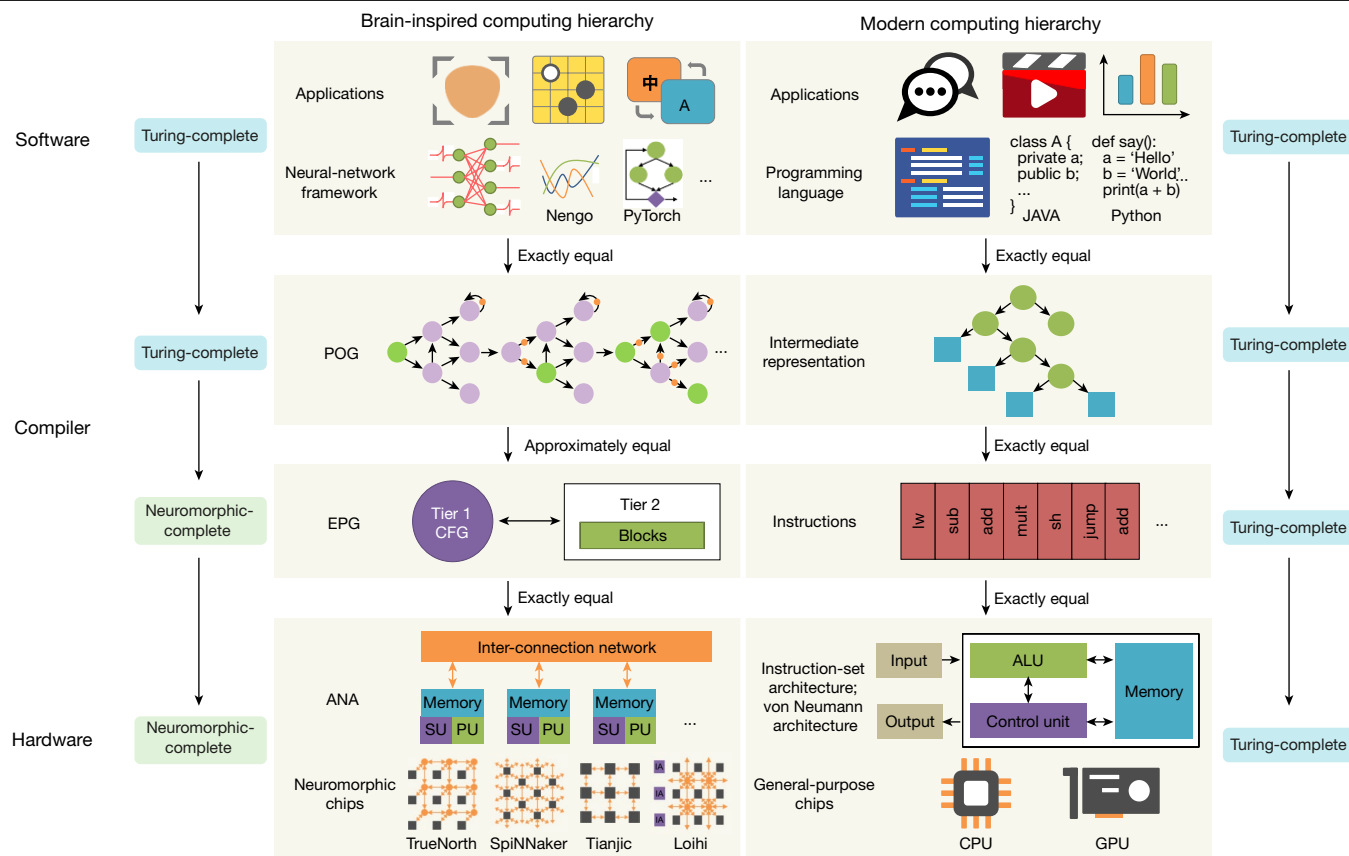 Brain-inspired computing hierarchy
Modern computing hierarchy
Software
Turing-complete
Applications
中
A
Neural-network
framework
Nengo
PyTorch
...
Applications
Programming
language
class A {
private a;
public b;
...
}
JAVA
def say():
a = ‘Hello’
b = ‘World’...
print(a + b)
Python
Turing-complete
Exactly equal
Exactly equal
Turing-complete
POG
...
Intermediate
representation
Turing-complete
Compiler
Approximately equal
Exactly equal
Neuromorphic-
complete
EPG
Tier 1
CFG
Tier 2
Blocks
Instructions
lw
sub
add
mult
sh
jump
add
...
Turing-complete
Exactly equal
Exactly equal
Hardware
Neuromorphic-
complete
ANA
Inter-connection network
Memory
SU PU
Memory
SU PU
Memory
SU PU
...
Neuromorphic
chips
TrueNorth
SpiNNaker
Tianjic
IA
IA
IA
Loihi
Instruction-set
architecture;
von Neumann
architecture
Input
Output
ALU
Control unit
Memory
General-purpose
chips
CPU
GPU
Turing-complete